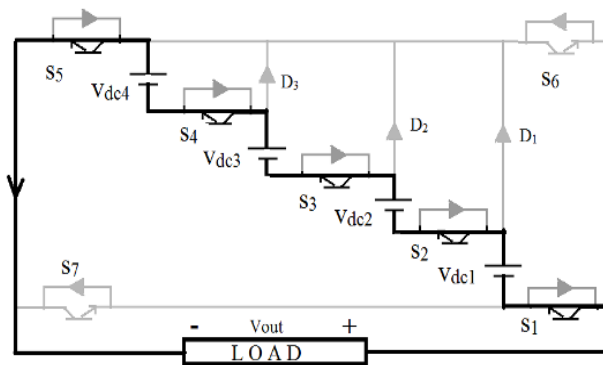 S5
S6
Vdc4
D3
S4
D2
D1
Vdc3
S3
Vdc2
S2
S7
Vdc1
S1
- Vout +
LOAD